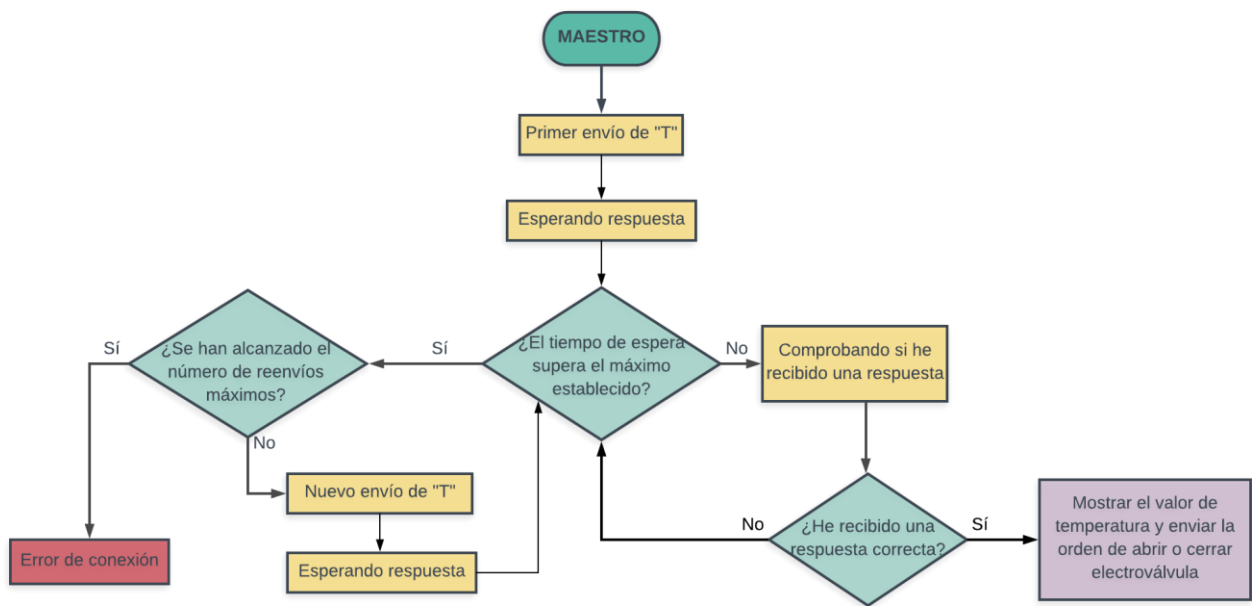 MAESTRO
Primer envío de "T"
Esperando respuesta
¿El tiempo de espera
supera el máximo
establecido?
Sí
No
¿Se han alcanzado el
número de reenvíos
máximos?
Sí
No
Nuevo envío de "T"
Esperando respuesta
Error de conexión
Comprobando si he
recibido una respuesta
¿He recibido una
respuesta correcta?
No
Sí
Mostrar el valor de
temperatura y enviar la
orden de abrir o cerrar
electroválvula